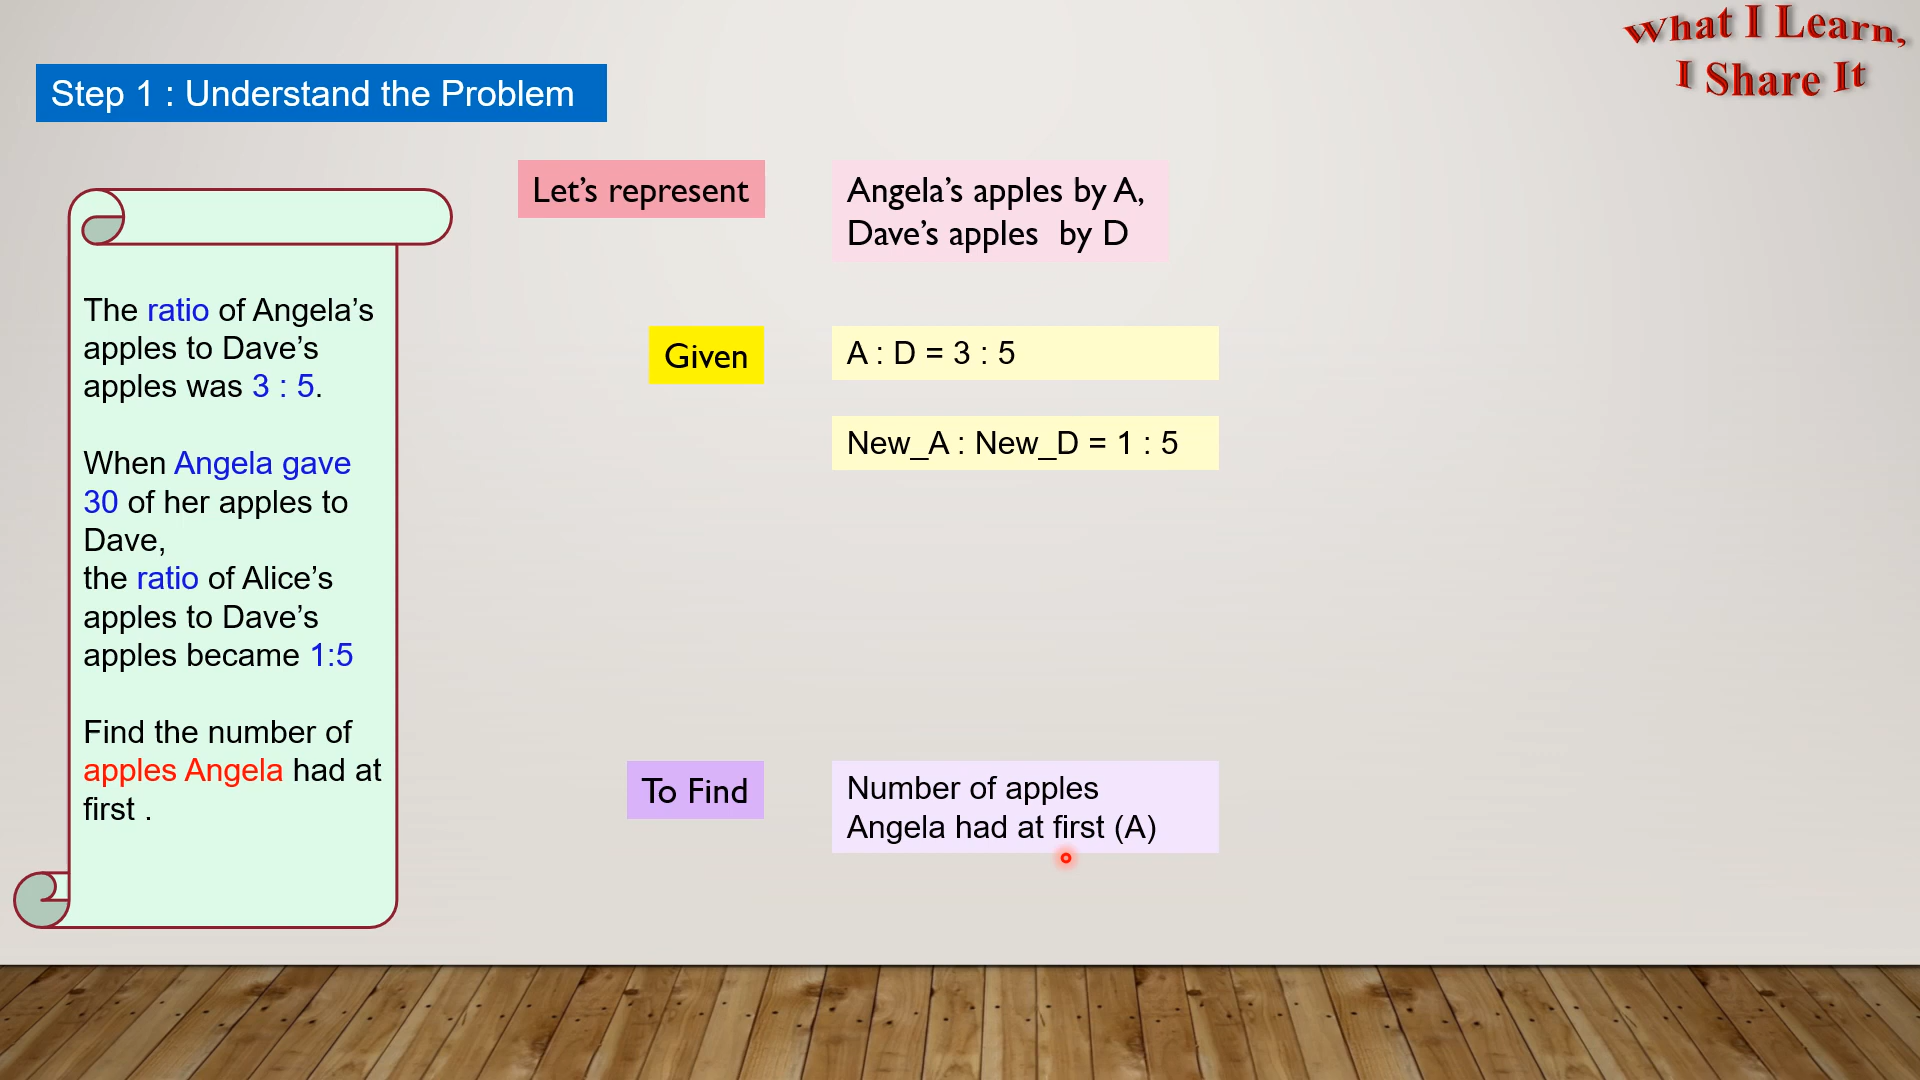 What I Learn,
I Share It
Step 1 : Understand the Problem
Let's represent
Angela's apples by A,
Dave's apples by D
The ratio of Angela's
apples to Dave's
apples was 3 : 5.
When Angela gave
30 of her apples to
Dave,
the ratio of Alice's
apples to Dave's
apples became 1:5
Find the number of
apples Angela had at
first .
Given
A : D = 3 : 5
New_A : New_D = 1 : 5
To Find
Number of apples
Angela had at first (A)